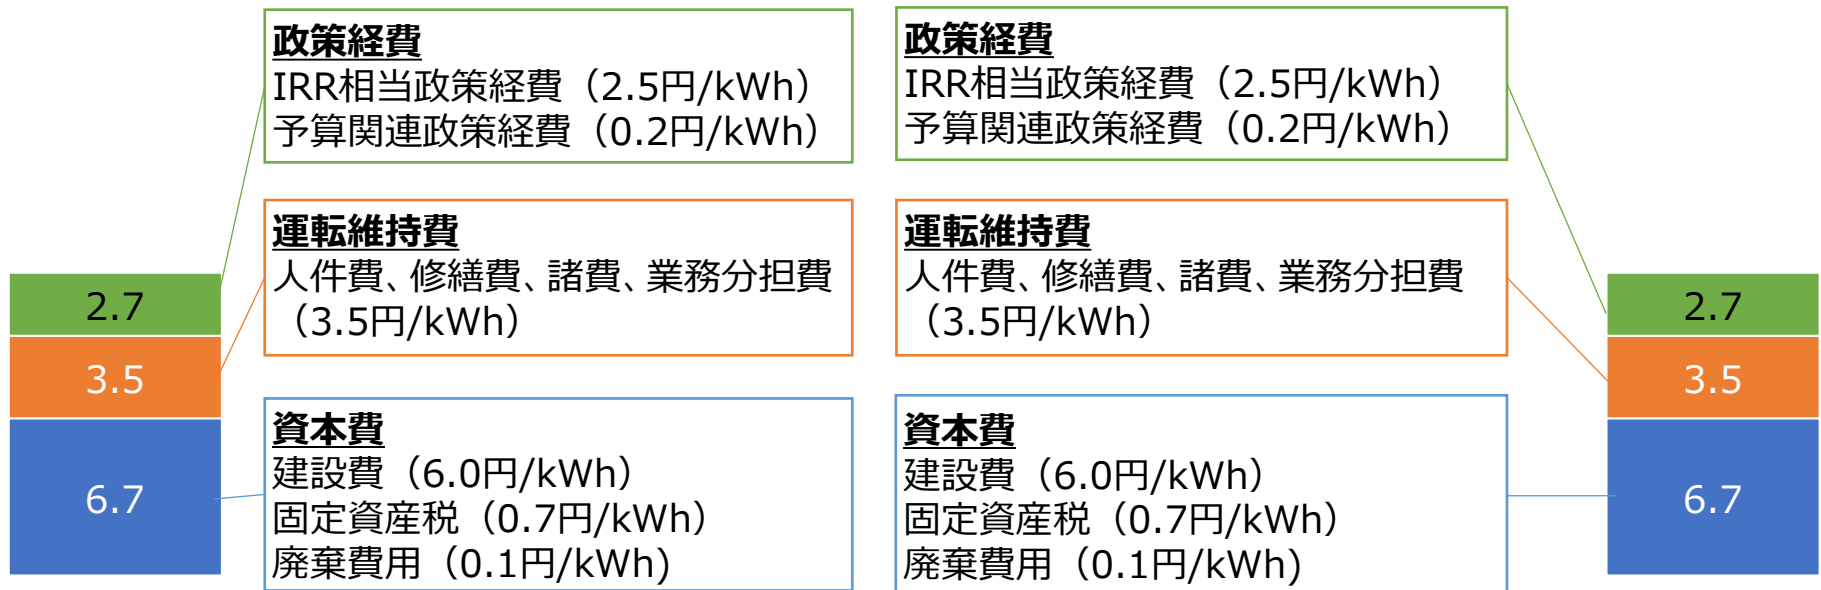 政策経費
IRR相当政策経費（2.5円/kWh）
予算関連政策経費（0.2円/kWh）
運転維持費
人件費、修繕費、諸費、業務分担費
（3.5円/kWh）
資本費
建設費（6.0円/kWh）
固定資産税（0.7円/kWh）
廃棄費用（0.1円/kWh)
2.7
3.5
6.7
政策経費
IRR相当政策経費（2.5円/kWh）
予算関連政策経費（0.2円/kWh）
運転維持費
人件費、修繕費、諸費、業務分担費
（3.5円/kWh）
資本費
建設費（6.0円/kWh）
固定資産税（0.7円/kWh）
廃棄費用（0.1円/kWh)
2.7
3.5
6.7